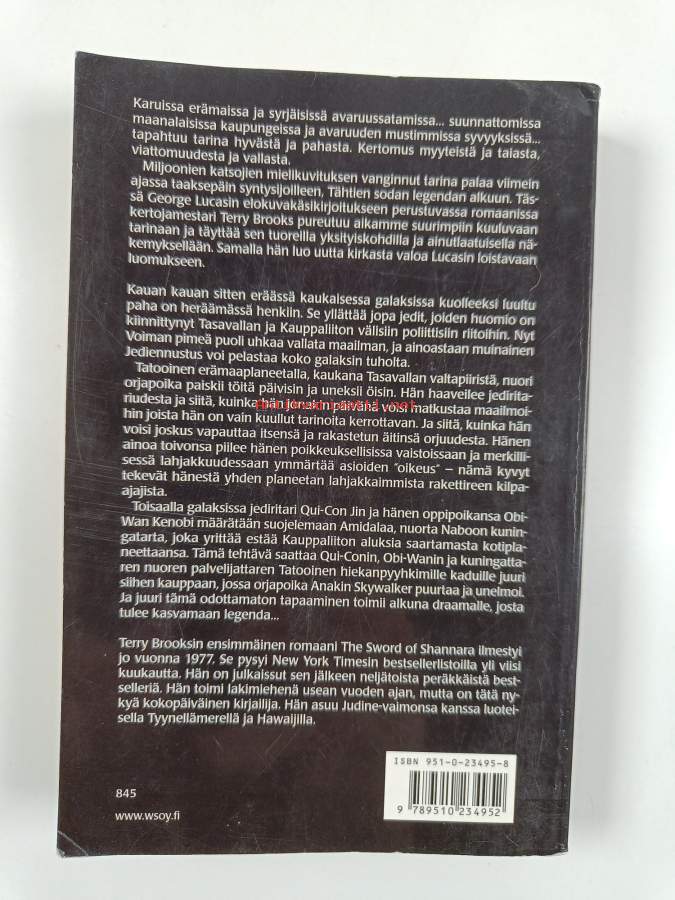 Karuissa erämaissa ja syrjäisissä avaruussatamissa... suunnattomissa
maanalaisissa kaupungeissa ja avaruuden mustimmissa syvyyksissä...
tapahtuu tarina hyvästä ja pahasta. Kertomus myyteistä ja taiasta,
viattomuudesta ja vallasta.
Miljoonien katsojien mielikuvituksen vanginnut tarina palaa viimein
ajassa taaksepäin syntysijoilleen, Tähtien sodan legendan alkuun. Täs-
sä George Lucasin elokuvakäsikirjoitukseen perustuvassa romaanissa
kertojamestari Terry Brooks pureutuu aikamme suurimpiin kuuluvaan
tarinaan ja täyttää sen tuoreilla yksityiskohdilla ja ainutlaatuisella nä-
kemyksellään. Samalla hän luo uutta kirkasta valoa Lucasin loistavaan
luomukseen.
Kauan kauan sitten eräässä kaukaisessa galaksissa kuolleeksi luultu
paha on heräämässä henkiin. Se yllättää jopa jedit, joiden huomio on
kiinnittynyt Tasavallan ja Kauppaliiton välisiin poliittisiin riitoihin. Nyt
Voiman pimeä puoli uhkaa vallata maailman, ja ainoastaan muinainen
Jediennustus voi pelastaa koko galaksin tuholta.
Tatooinen erämaaplaneetalla, kaukana Tasavallan valtapiiristä, nuori
orjapoika paiskii töitä päivisin ja uneksii öisin. Hän haaveilee jedirita-
riudesta ja siitä, kuinka hän jonakin päivänä voisi matkustaa maailmoi-
hin joista hän on vain kuullut tarinoita kerrottavan. Ja siitä, kuinka hän
voisi joskus vapauttaa itsensä ja rakastetun äitinsä orjuudesta. Hänen
ainoa toivonsa piilee hänen poikkeuksellisissa vaistoissaan ja merkilli-
sessä lahjakkuudessaan ymmärtää asioiden "oikeus" – nämä kyvyt
tekevät hänestä yhden planeetan lahjakkaimmista rakettireen kilpa-
ajajista.
Toisaalla galaksissa jediritari Qui-Con Jin ja hänen oppipoikansa Obi-
Wan Kenobi määrätään suojelemaan Amidalaa, nuorta Naboon kunin-
gatarta, joka yrittää estää Kauppaliiton aluksia saartamasta kotipla-
neettaansa. Tämä tehtävä saattaa Qui-Conin, Obi-Wanin ja kuningatta-
ren nuoren palvelijattaren Tatooinen hiekanpyyhkimille kaduille juuri
siihen kauppaan, jossa orjapoika Anakin Skywalker puurtaa ja unelmoi.
Ja juuri tämä odottamaton tapaaminen toimii alkuna draamalle, josta
tulee kasvamaan legenda...
Terry Brooksin ensimmäinen romaani The Sword of Shannara ilmestyi
jo vuonna 1977. Se pysyi New York Timesin bestsellerlistoilla yli viisi
kuukautta. Hän on julkaissut sen jälkeen neljätoista peräkkäistä best-
selleriä. Hän toimi lakimiehenä usean vuoden ajan, mutta on tätä ny-
kyä kokopäiväinen kirjailija. Hän asuu Judine-vaimonsa kanssa luotei-
sella Tyynellämerellä ja Hawaijilla.
ISBN 951-0-23495-8
9 789510 234952
845
www.wsoy.fi